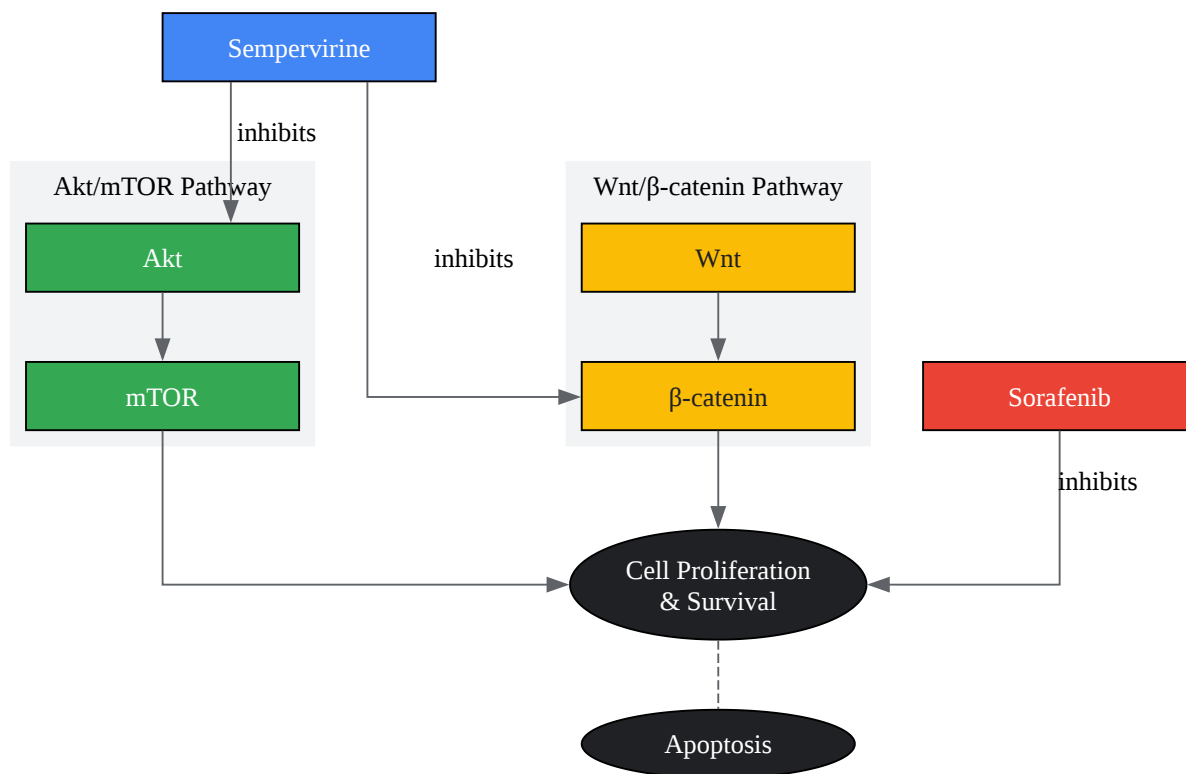 Sempervirine
inhibits
Akt/mTOR Pathway
Wnt/β-catenin Pathway
Akt
inhibits
Wnt
mTOR
β-catenin
Sorafenib
inhibits
Cell Proliferation
& Survival
Apoptosis